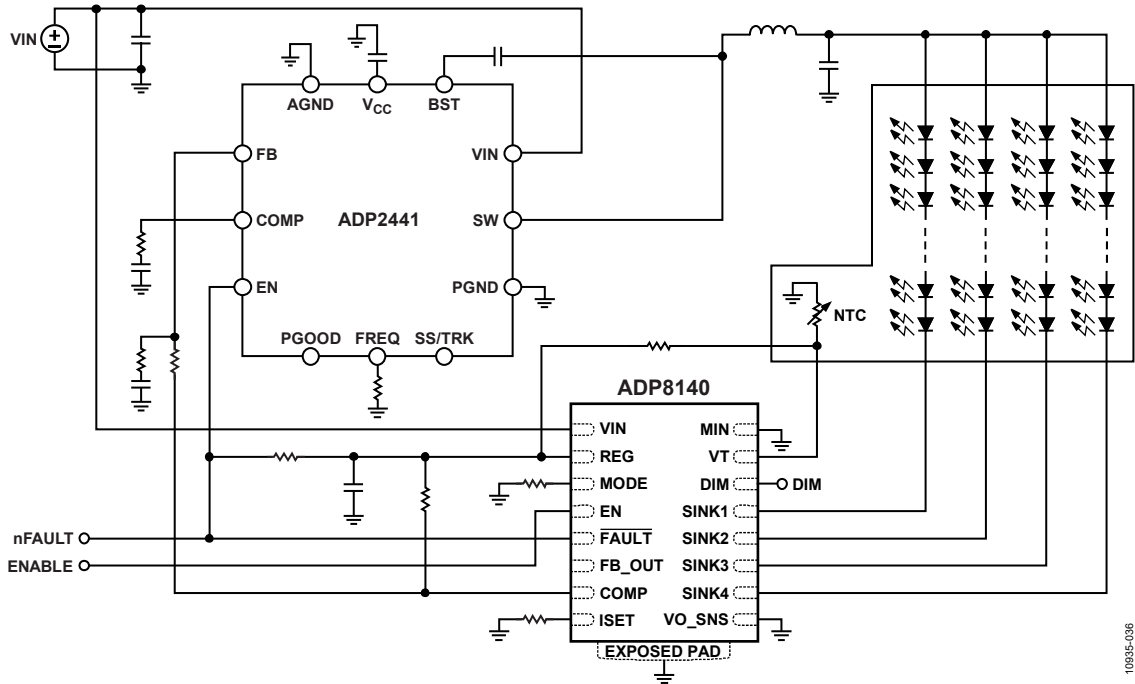 VIN
AGND
VCC
BST
FB
VIN
COMP
ADP2441
SW
EN
PGND
PGOOD
FREQ
SS/TRK
NTC
ADP8140
VIN
MIN
REG
VT
MODE
DIM
DIM
EN
SINK1
nFAULT
FAULT
SINK2
ENABLE
FB_OUT
SINK3
COMP
SINK4
ISET
VO_SNS
EXPOSED PAD
10935-036